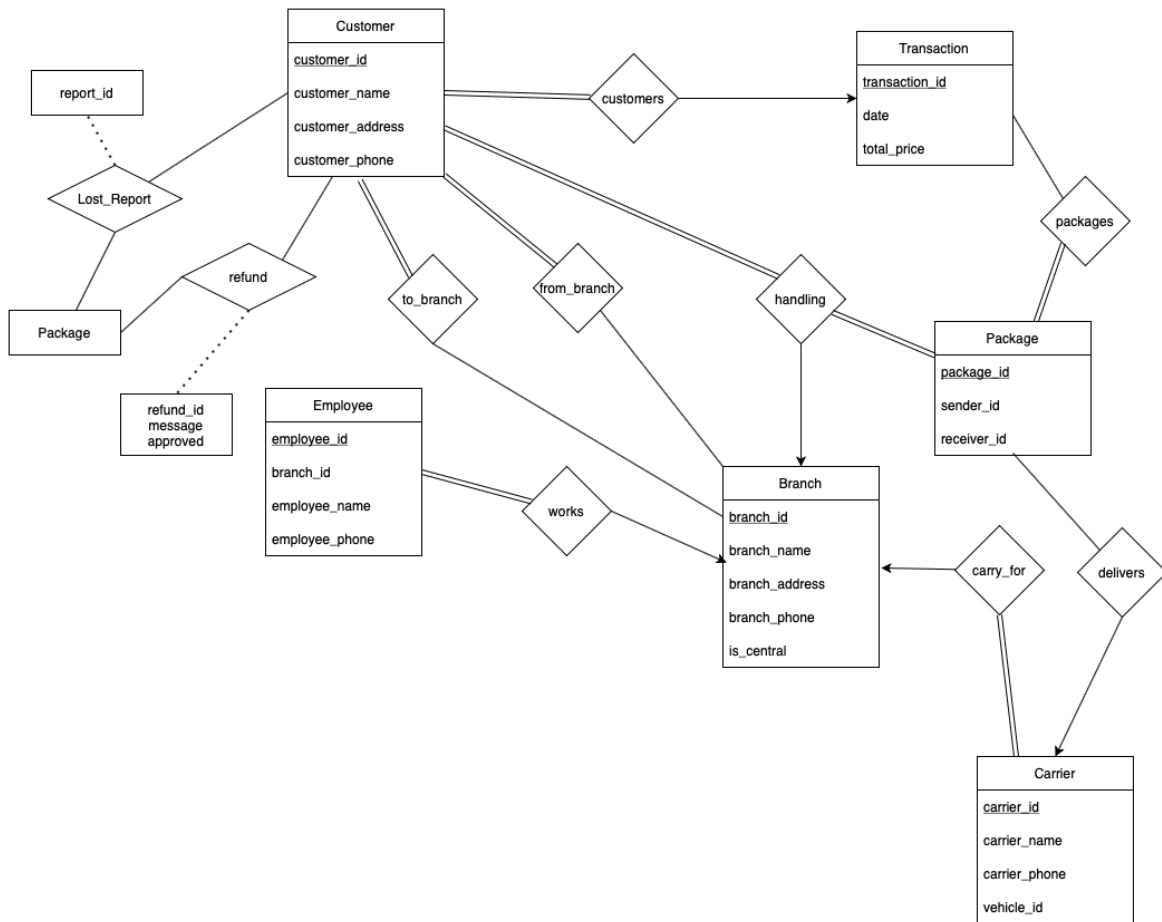 Customer
customer_id
customer_name
customer_address
customer_phone
Transaction
transaction_id
date
total_price
customers
report_id
Lost_Report
packages
refund
to_branch
from_branch
handling
Package
Package
package_id
sender_id
receiver_id
refund_id
message
approved
Employee
employee_id
branch_id
employee_name
employee_phone
works
Branch
branch_id
branch_name
branch_address
branch_phone
is_central
carry_for
delivers
Carrier
carrier_id
carrier_name
carrier_phone
vehicle_id